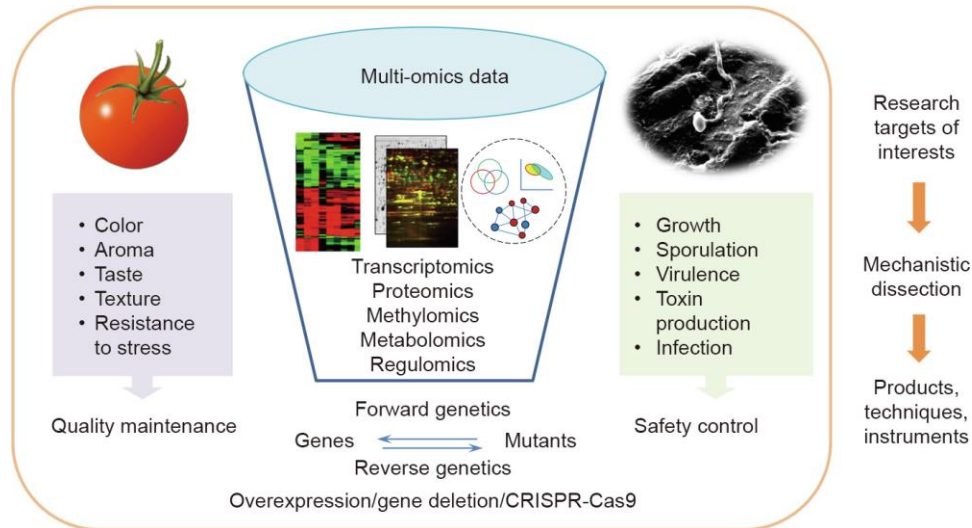 Multi-omics data
Transcriptomics
Proteomics
Methylomics
Metabolomics
Regulomics
• Color
• Aroma
• Taste
• Texture
• Resistance
to stress
Quality maintenance
Forward genetics
Genes
Mutants
Reverse genetics
Overexpression/gene deletion/CRISPR-Cas9
• Growth
• Sporulation
• Virulence
• Toxin
production
• Infection
Safety control
Research
targets of
interests
Mechanistic
dissection
Products,
techniques,
instruments